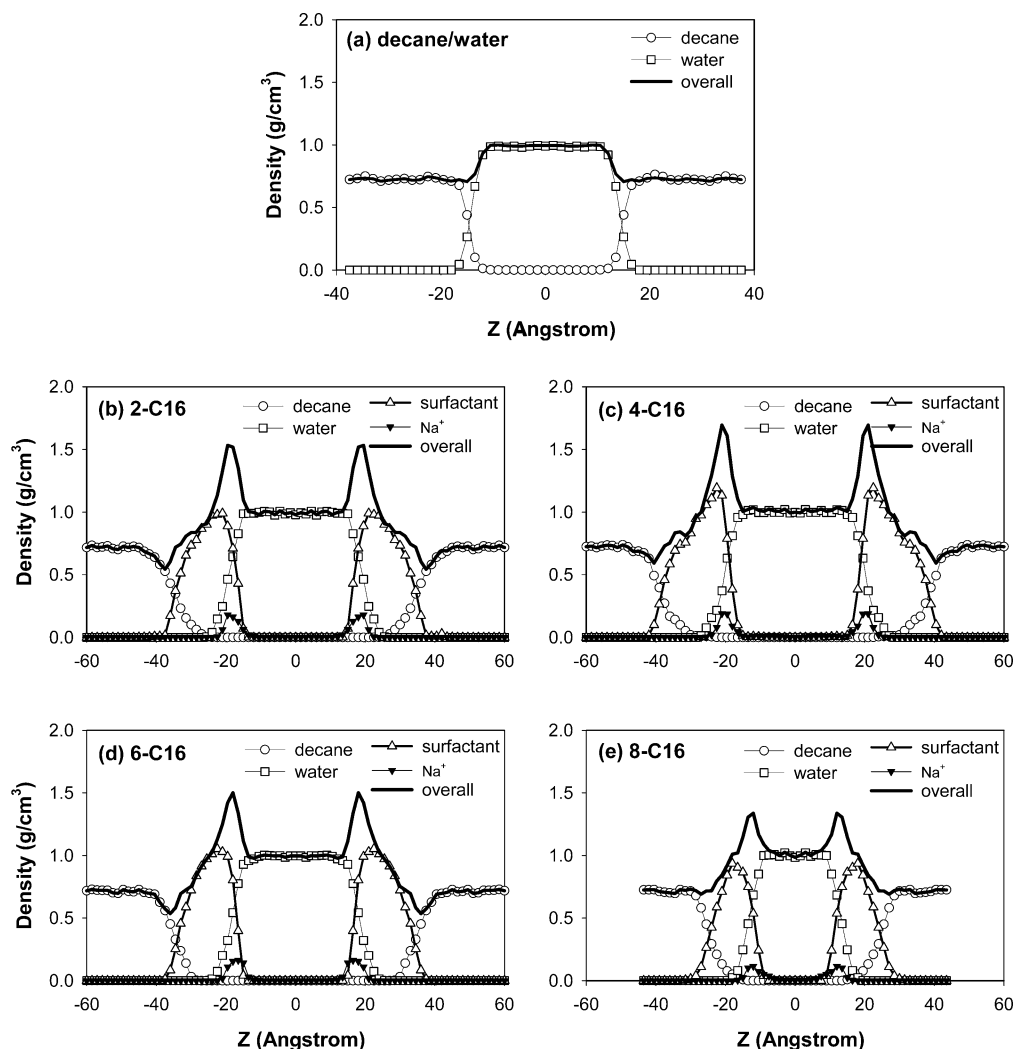 (a) decane/water
decane
water
overall
Density (g/cm³)
2.0
1.5
1.0
0.5
0.0
-40 -20 0 20 40
Z (Angstrom)
(b) 2-C16
decane
water
surfactant
Na⁺
overall
Density (g/cm³)
2.0
1.5
1.0
0.5
0.0
-60 -40 -20 0 20 40 60
(c) 4-C16
decane
water
surfactant
Na⁺
overall
2.0
1.5
1.0
0.5
0.0
-60 -40 -20 0 20 40 60
(d) 6-C16
decane
water
surfactant
Na⁺
overall
Density (g/cm³)
2.0
1.5
1.0
0.5
0.0
-60 -40 -20 0 20 40 60
Z (Angstrom)
(e) 8-C16
decane
water
surfactant
Na⁺
overall
2.0
1.5
1.0
0.5
0.0
-60 -40 -20 0 20 40 60
Z (Angstrom)